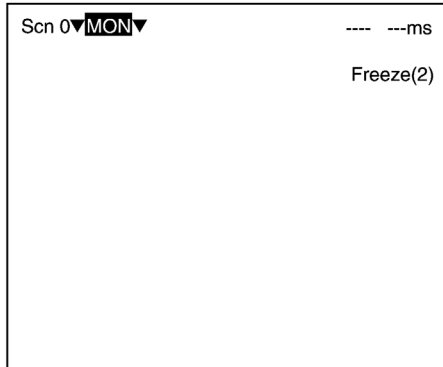 Scn 0▼MON▼ ---- ---ms
Freeze(2)